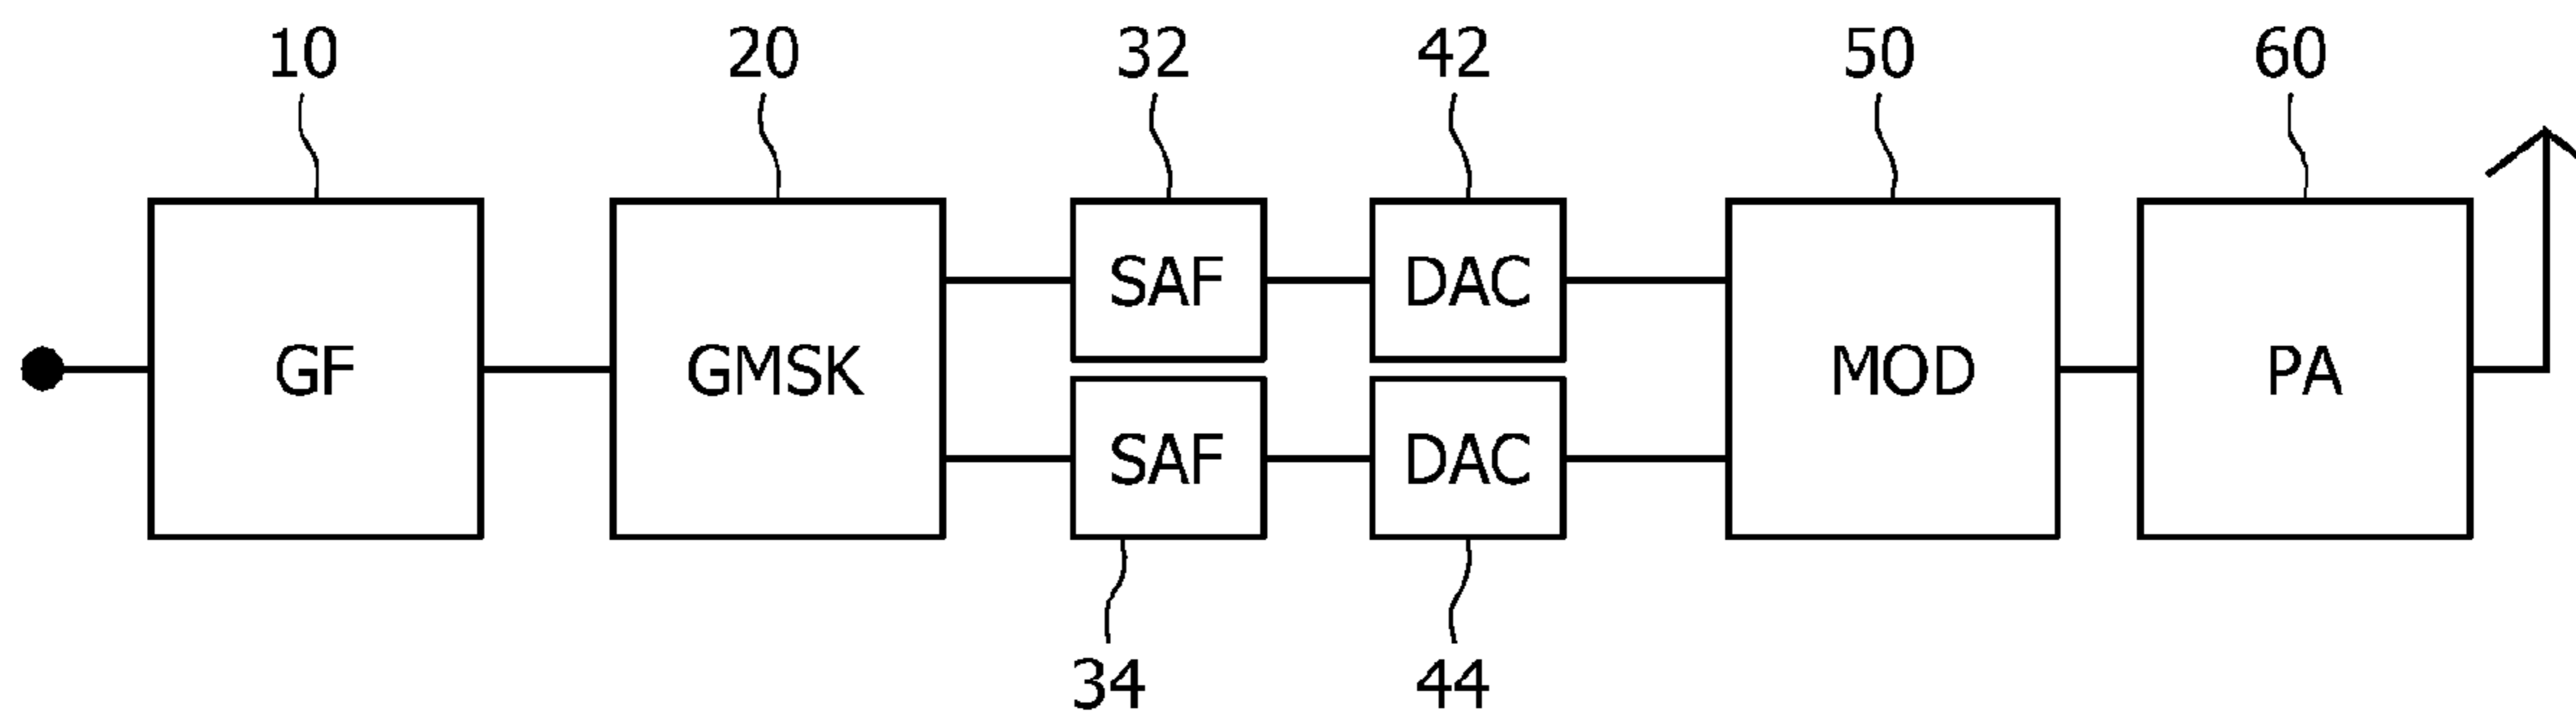 10 20 32 42 50 60
GF GMSK SAF DAC MOD PA
SAF DAC
34 44